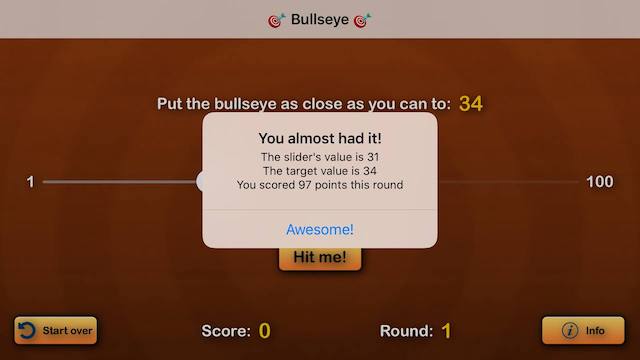 🎯 Bullseye 🎯
Put the bullseye as close as you can to: 34
You almost had it!
The slider's value is 31
The target value is 34
You scored 97 points this round
1
100
Awesome!
Hit me!
Start over
Score: 0
Round: 1
Info